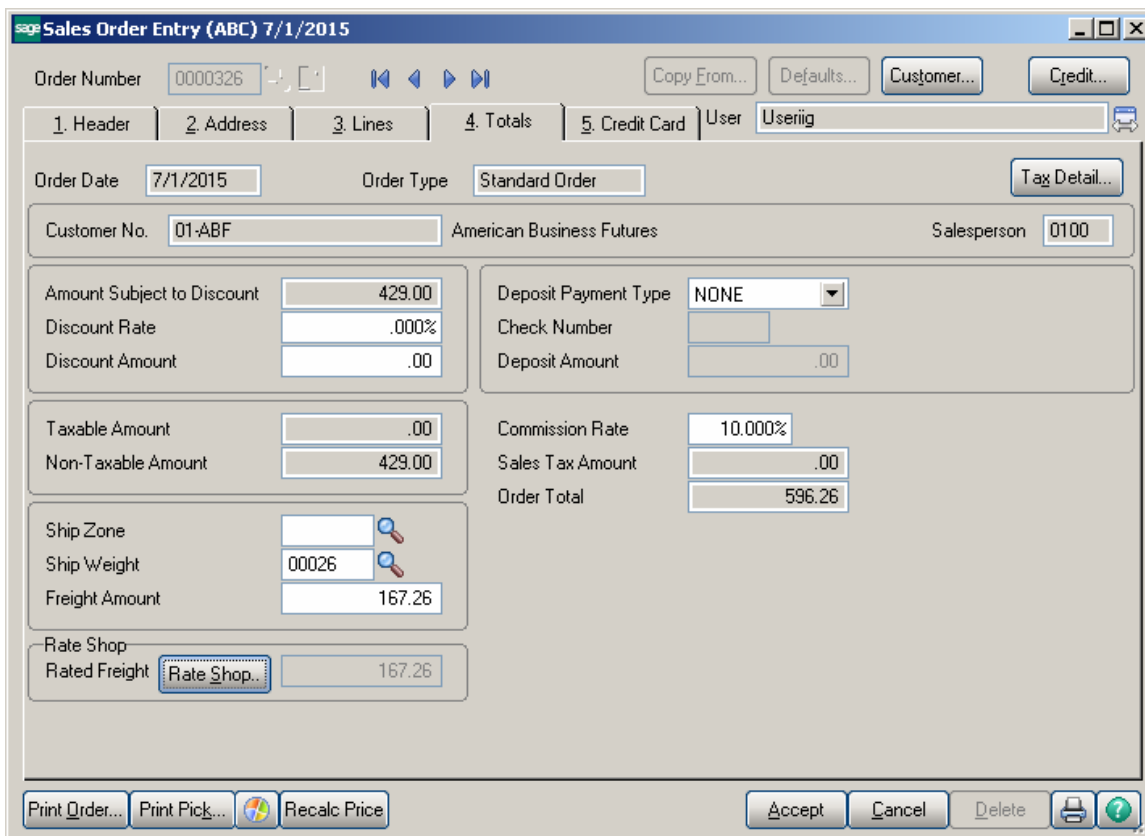 sage Sales Order Entry (ABC) 7/1/2015
Order Number 0000326 Copy From... Defaults... Customer... Credit...
1. Header 2. Address 3. Lines 4. Totals 5. Credit Card User Useriig
Order Date 7/1/2015 Order Type Standard Order Tax Detail...
Customer No. 01-ABF American Business Futures Salesperson 0100
Amount Subject to Discount 429.00 Deposit Payment Type NONE
Discount Rate .000% Check Number
Discount Amount .00 Deposit Amount .00
Taxable Amount .00 Commission Rate 10.000%
Non-Taxable Amount 429.00 Sales Tax Amount .00
Order Total 596.26
Ship Zone
Ship Weight 00026
Freight Amount 167.26
Rate Shop
Rated Freight Rate Shop.. 167.26
Print Order... Print Pick... Recalc Price Accept Cancel Delete